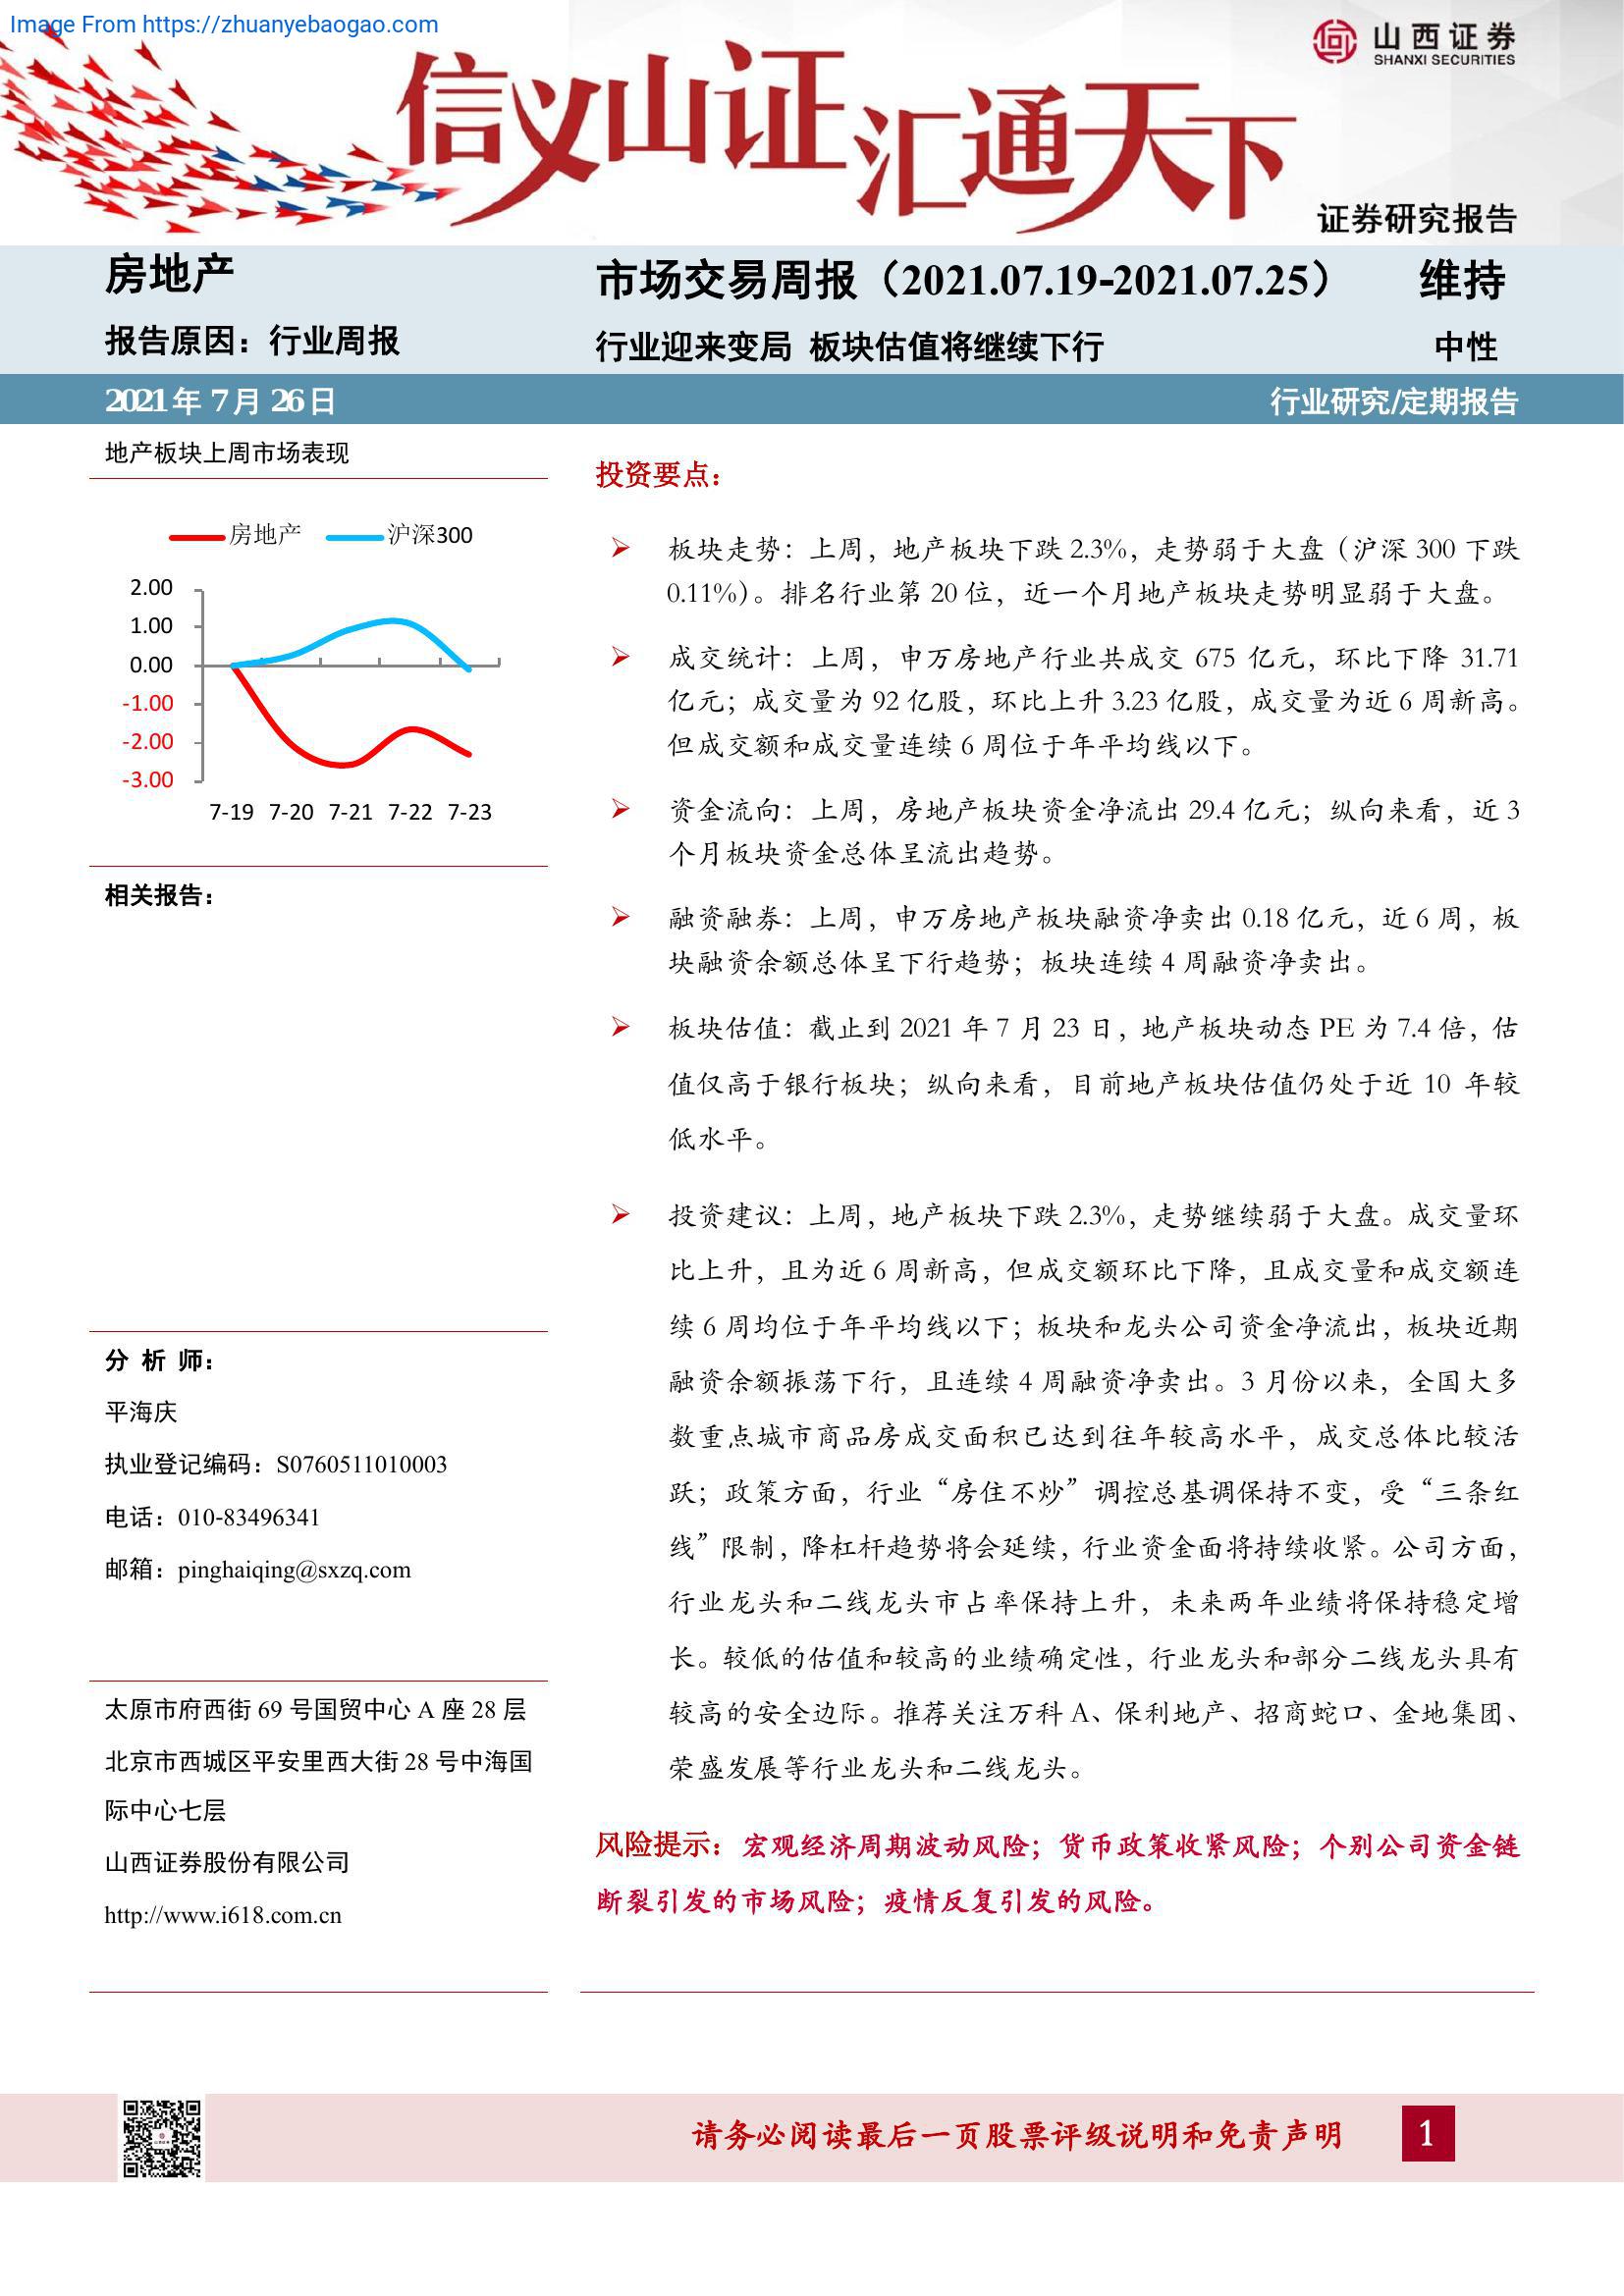 Image From https://zhuanyebaogao.com
山西证券
SHANXI SECURITIES
信义山证汇通天下
证券研究报告
房地产
报告原因：行业周报
市场交易周报（2021.07.19-2021.07.25）
维持
行业迎来变局 板块估值将继续下行
中性
2021年7月26日
行业研究/定期报告
地产板块上周市场表现
房地产 沪深300
2.00
1.00
0.00
-1.00
-2.00
-3.00
7-19 7-20 7-21 7-22 7-23
相关报告：
分 析 师：
平海庆
执业登记编码：S0760511010003
电话：010-83496341
邮箱：pinghaiqing@sxzq.com
太原市府西街 69 号国贸中心 A 座 28 层
北京市西城区平安里西大街 28 号中海国
际中心七层
山西证券股份有限公司
http://www.i618.com.cn
投资要点：
板块走势：上周，地产板块下跌 2.3%，走势弱于大盘（沪深 300 下跌
0.11%）。排名行业第 20 位，近一个月地产板块走势明显弱于大盘。
成交统计：上周，申万房地产行业共成交 675 亿元，环比下降 31.71
亿元；成交量为 92 亿股，环比上升 3.23 亿股，成交量为近 6 周新高。
但成交额和成交量连续 6 周位于年平均线以下。
资金流向：上周，房地产板块资金净流出 29.4 亿元；纵向来看，近 3
个月板块资金总体呈流出趋势。
融资融券：上周，申万房地产板块融资净卖出 0.18 亿元，近 6 周，板
块融资余额总体呈下行趋势；板块连续 4 周融资净卖出。
板块估值：截止到 2021 年 7 月 23 日，地产板块动态 PE 为 7.4 倍，估
值仅高于银行板块；纵向来看，目前地产板块估值仍处于近 10 年较
低水平。
投资建议：上周，地产板块下跌 2.3%，走势继续弱于大盘。成交量环
比上升，且为近 6 周新高，但成交额环比下降，且成交量和成交额连
续 6 周均位于年平均线以下；板块和龙头公司资金净流出，板块近期
融资余额振荡下行，且连续 4 周融资净卖出。3 月份以来，全国大多
数重点城市商品房成交面积已达到往年较高水平，成交总体比较活
跃；政策方面，行业“房住不炒”调控总基调保持不变，受“三条红
线”限制，降杠杆趋势将会延续，行业资金面将持续收紧。公司方面，
行业龙头和二线龙头市占率保持上升，未来两年业绩将保持稳定增
长。较低的估值和较高的业绩确定性，行业龙头和部分二线龙头具有
较高的安全边际。推荐关注万科 A、保利地产、招商蛇口、金地集团、
荣盛发展等行业龙头和二线龙头。
风险提示：宏观经济周期波动风险；货币政策收紧风险；个别公司资金链
断裂引发的市场风险；疫情反复引发的风险。
请务必阅读最后一页股票评级说明和免责声明
1